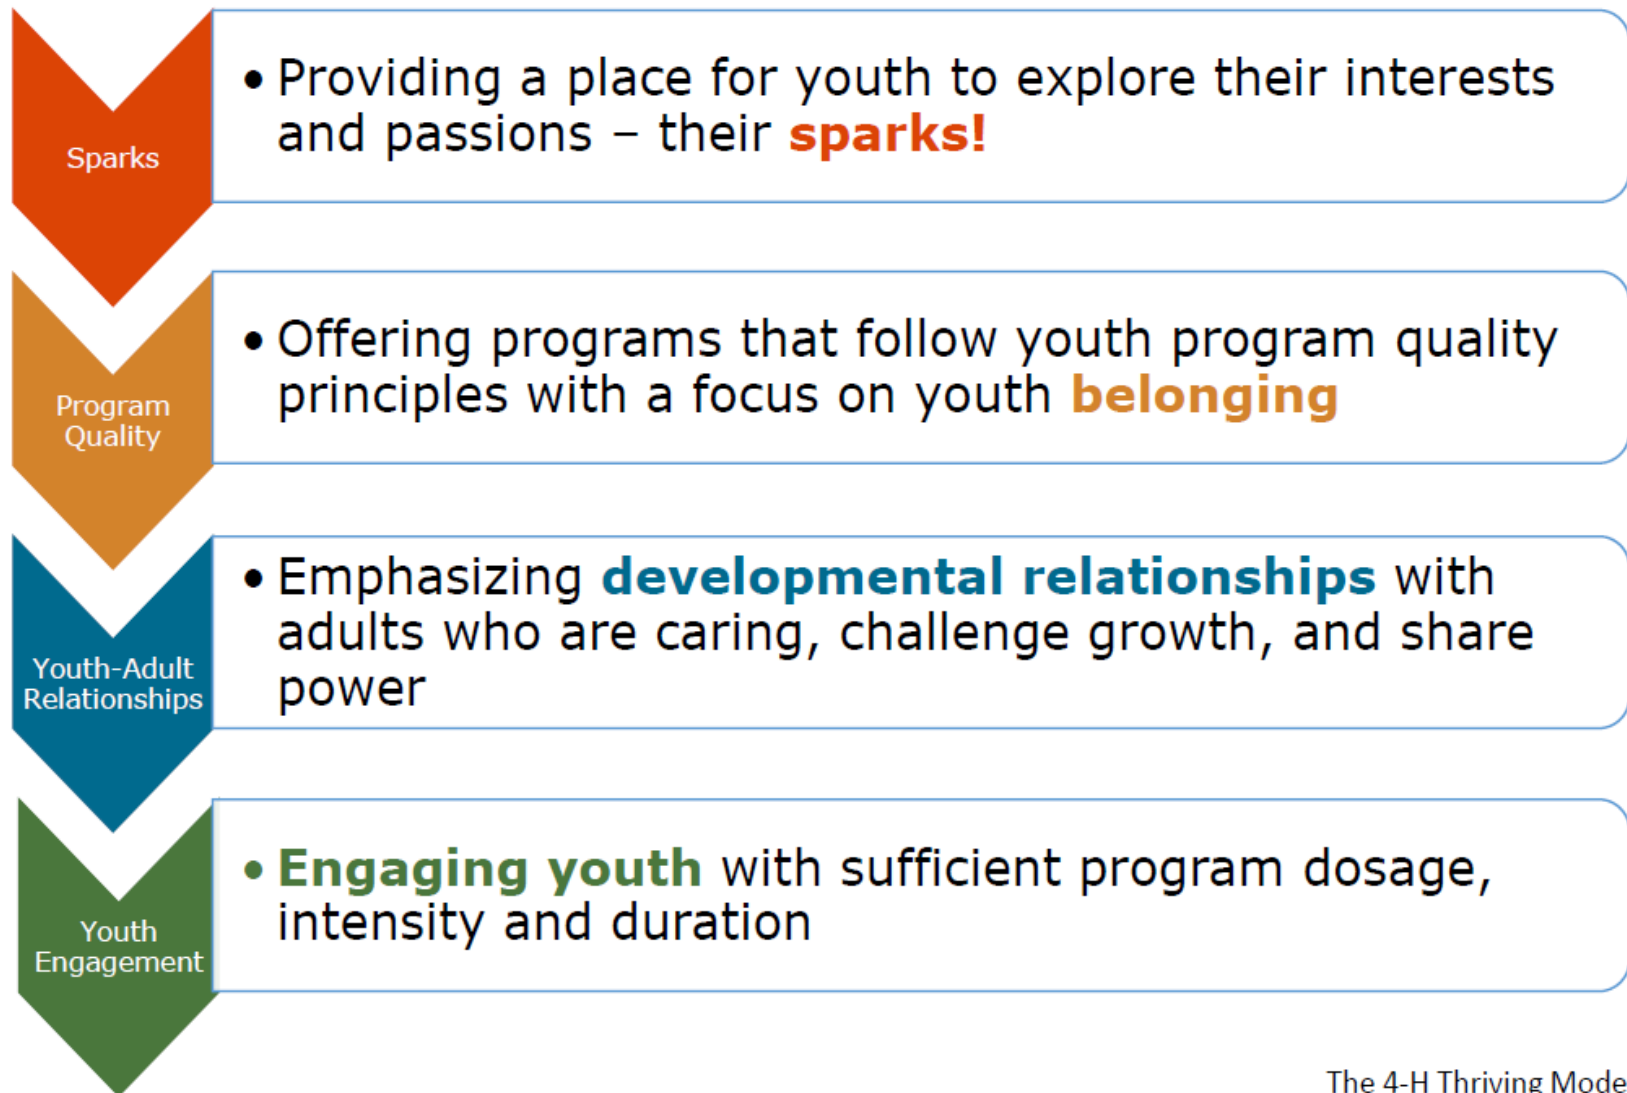 Sparks
• Providing a place for youth to explore their interests
and passions – their sparks!
Program
Quality
• Offering programs that follow youth program quality
principles with a focus on youth belonging
Youth-Adult
Relationships
• Emphasizing developmental relationships with
adults who are caring, challenge growth, and share
power
Youth
Engagement
• Engaging youth with sufficient program dosage,
intensity and duration
The 4-H Thriving Mode